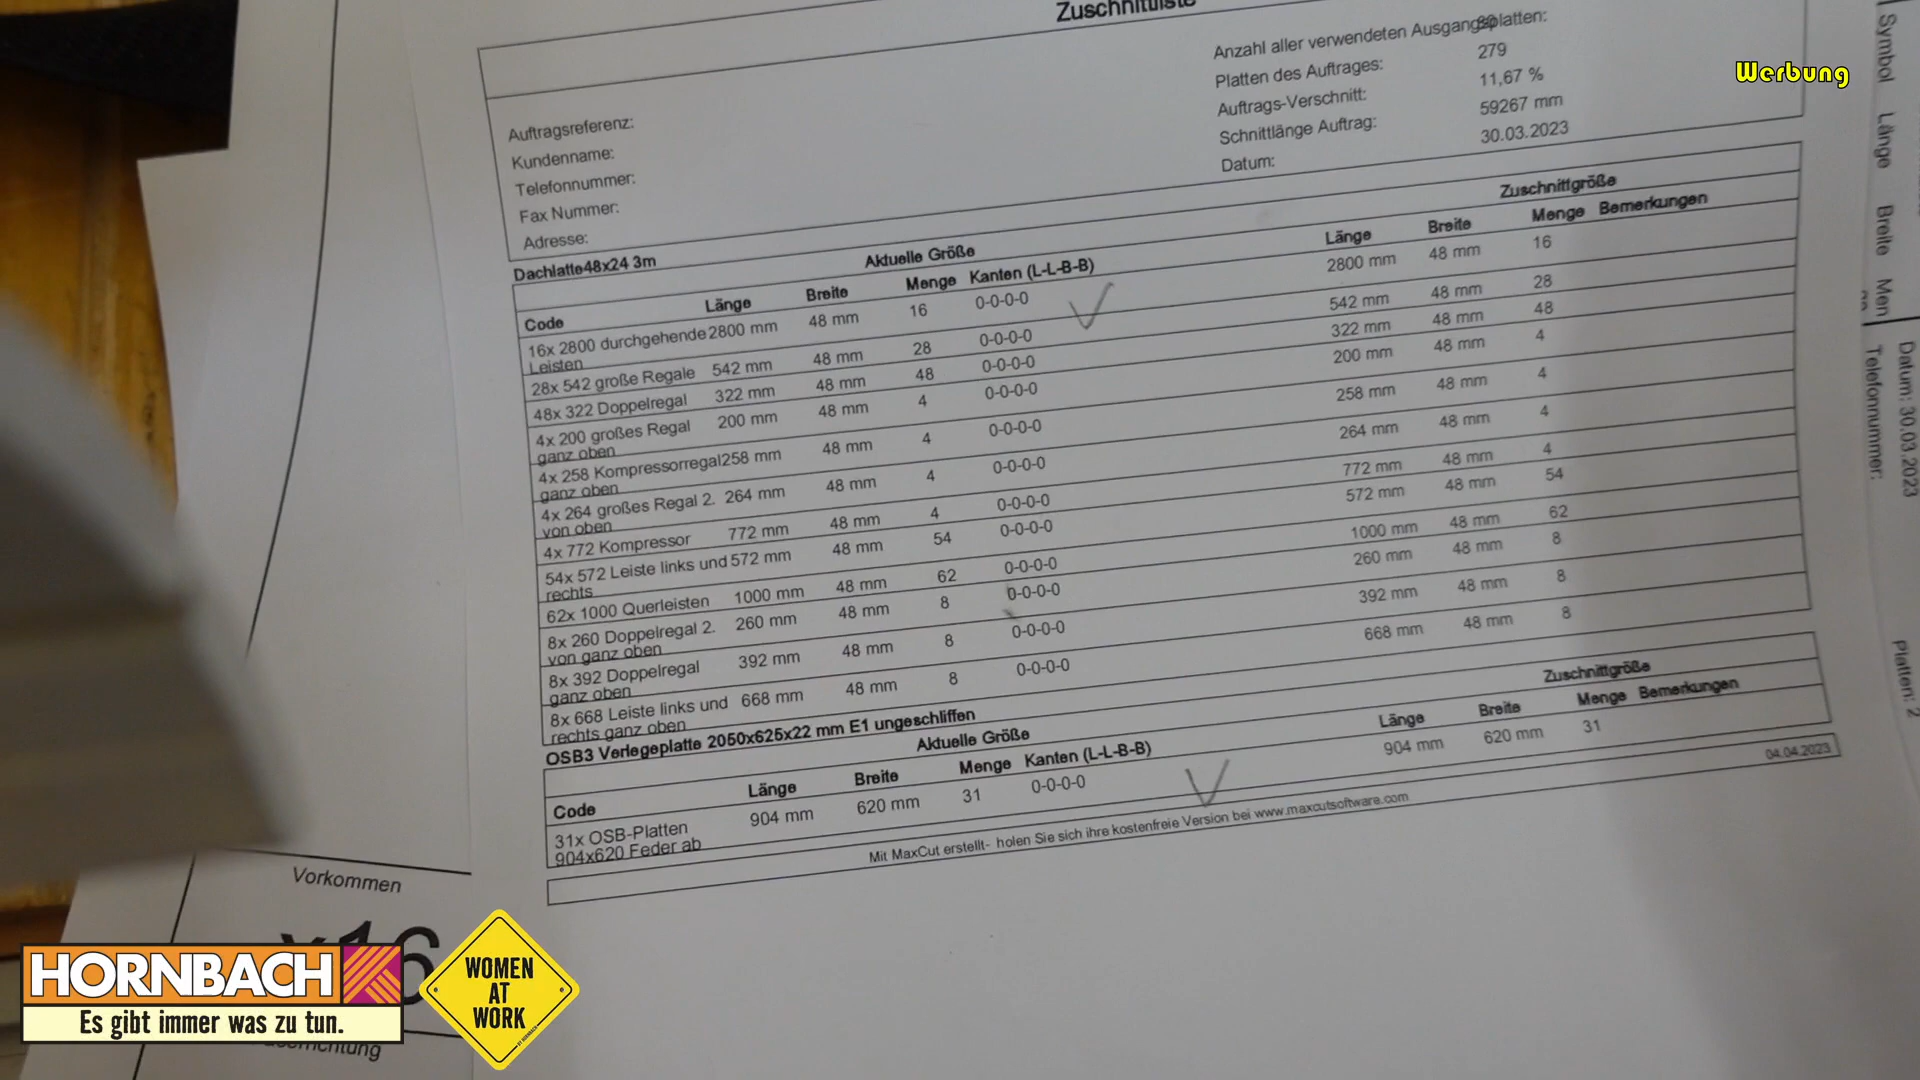 Zuschnittliste
Anzahl aller verwendeten Ausgangsplatten:
Platten des Auftrages: 279
Auftrags-Verschnitt: 11,67 %
Schnittlänge Auftrag: 59267 mm
Datum: 30.03.2023
Werbung
Auftragsreferenz:
Kundenname:
Telefonnummer:
Fax Nummer:
Adresse:
Dachlatte48x24 3m
Aktuelle Größe Zuschnittgröße
Code Länge Breite Menge Kanten (L-L-B-B) Länge Breite Menge Bemerkungen
16x 2800 durchgehende 2800 mm 48 mm 16 0-0-0-0 2800 mm 48 mm 16
Leisten
28x 542 große Regale 542 mm 48 mm 28 0-0-0-0 542 mm 48 mm 28
48x 322 Doppelregal 322 mm 48 mm 48 0-0-0-0 322 mm 48 mm 48
4x 200 großes Regal 200 mm 48 mm 4 0-0-0-0 200 mm 48 mm 4
ganz oben
4x 258 Kompressorregal258 mm 48 mm 4 0-0-0-0 258 mm 48 mm 4
ganz oben
4x 264 großes Regal 2. 264 mm 48 mm 4 0-0-0-0 264 mm 48 mm 4
von oben
4x 772 Kompressor 772 mm 48 mm 4 0-0-0-0 772 mm 48 mm 4
54x 572 Leiste links und 572 mm 48 mm 54 0-0-0-0 572 mm 48 mm 54
rechts
62x 1000 Querleisten 1000 mm 48 mm 62 0-0-0-0 1000 mm 48 mm 62
8x 260 Doppelregal 2. 260 mm 48 mm 8 0-0-0-0 260 mm 48 mm 8
von ganz oben
8x 392 Doppelregal 392 mm 48 mm 8 0-0-0-0 392 mm 48 mm 8
ganz oben
8x 668 Leiste links und 668 mm 48 mm 8 0-0-0-0 668 mm 48 mm 8
rechts ganz oben
OSB3 Verlegeplatte 2050x625x22 mm E1 ungeschliffen
Aktuelle Größe Zuschnittgröße
Code Länge Breite Menge Kanten (L-L-B-B) Länge Breite Menge Bemerkungen
31x OSB-Platten 904 mm 620 mm 31 0-0-0-0 904 mm 620 mm 31
904x620 Feder ab
Mit MaxCut erstellt- holen Sie sich ihre kostenfreie Version bei www.maxcutsoftware.com
04.04.2023
Symbol Länge Breite Men
Datum: 30.03.2023
Telefonnummer:
Platten: 2
Vorkommen
x16
HORNBACH
Es gibt immer was zu tun.
WOMEN
AT
WORK